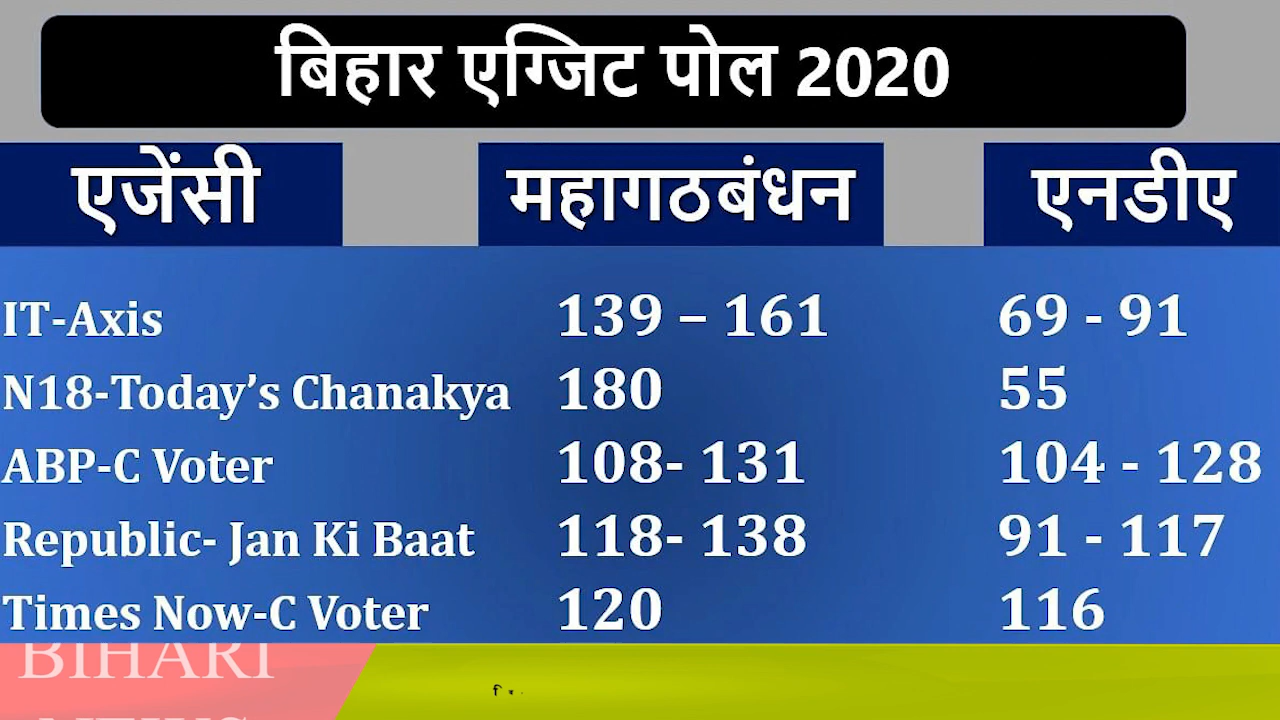 बिहार एग्जिट पोल 2020
एजेंसी महागठबंधन एनडीए
IT-Axis 139 – 161 69 - 91
N18-Today’s Chanakya 180 55
ABP-C Voter 108- 131 104 - 128
Republic- Jan Ki Baat 118- 138 91 - 117
Times Now-C Voter 120 116
BIHARI
NEWS